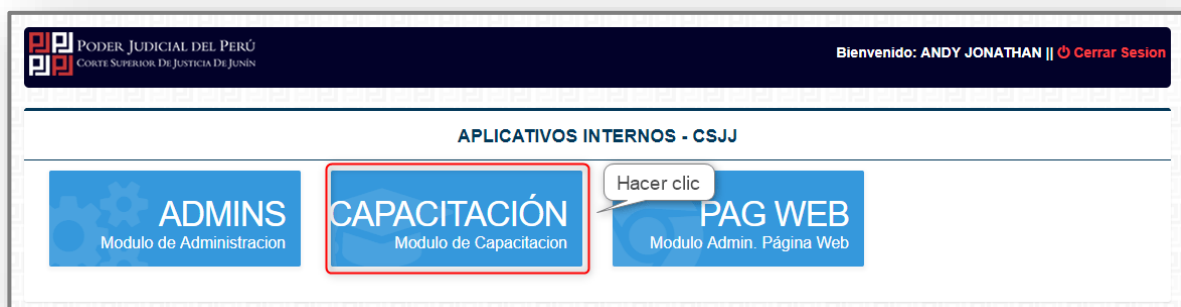 PODER JUDICIAL DEL PERÚ
CORTE SUPERIOR DE JUSTICIA DE JUNÍN
Bienvenido: ANDY JONATHAN || Cerrar Sesion
APLICATIVOS INTERNOS - CSJJ
ADMINS
Modulo de Administracion
CAPACITACIÓN
Modulo de Capacitacion
Hacer clic
PAG WEB
Modulo Admin. Página Web